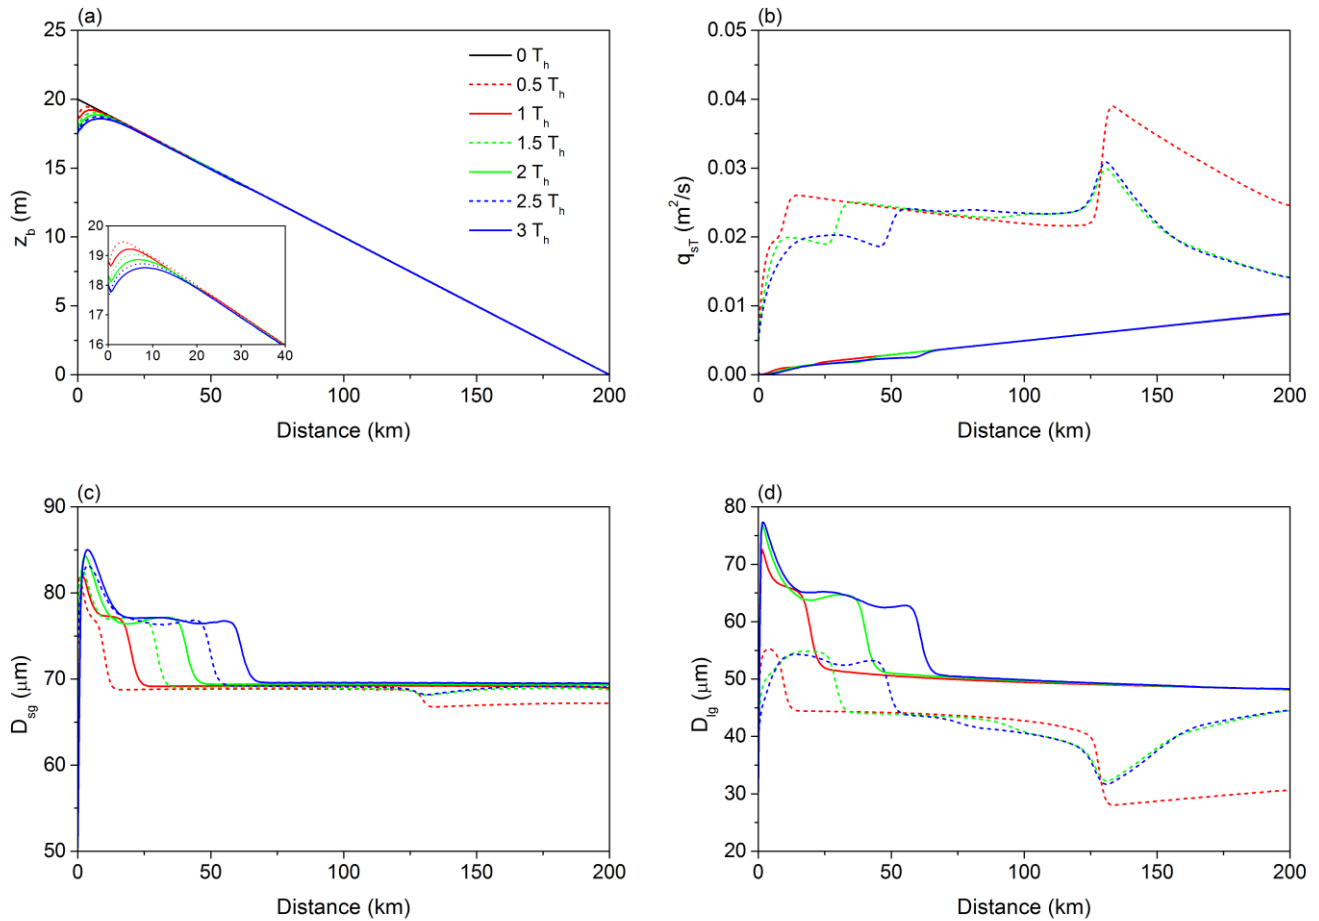 (a)
25
20
15
10
5
0
z_b (m)
0 T_h
0.5 T_h
1 T_h
1.5 T_h
2 T_h
2.5 T_h
3 T_h
20
19
18
17
16
0 10 20 30 40
0 50 100 150 200
Distance (km)
(b)
0.05
0.04
0.03
0.02
0.01
0.00
q_sT (m²/s)
0 50 100 150 200
Distance (km)
(c)
90
80
70
60
50
D_sg (μm)
0 50 100 150 200
Distance (km)
(d)
80
70
60
50
40
30
20
D_lg (μm)
0 50 100 150 200
Distance (km)